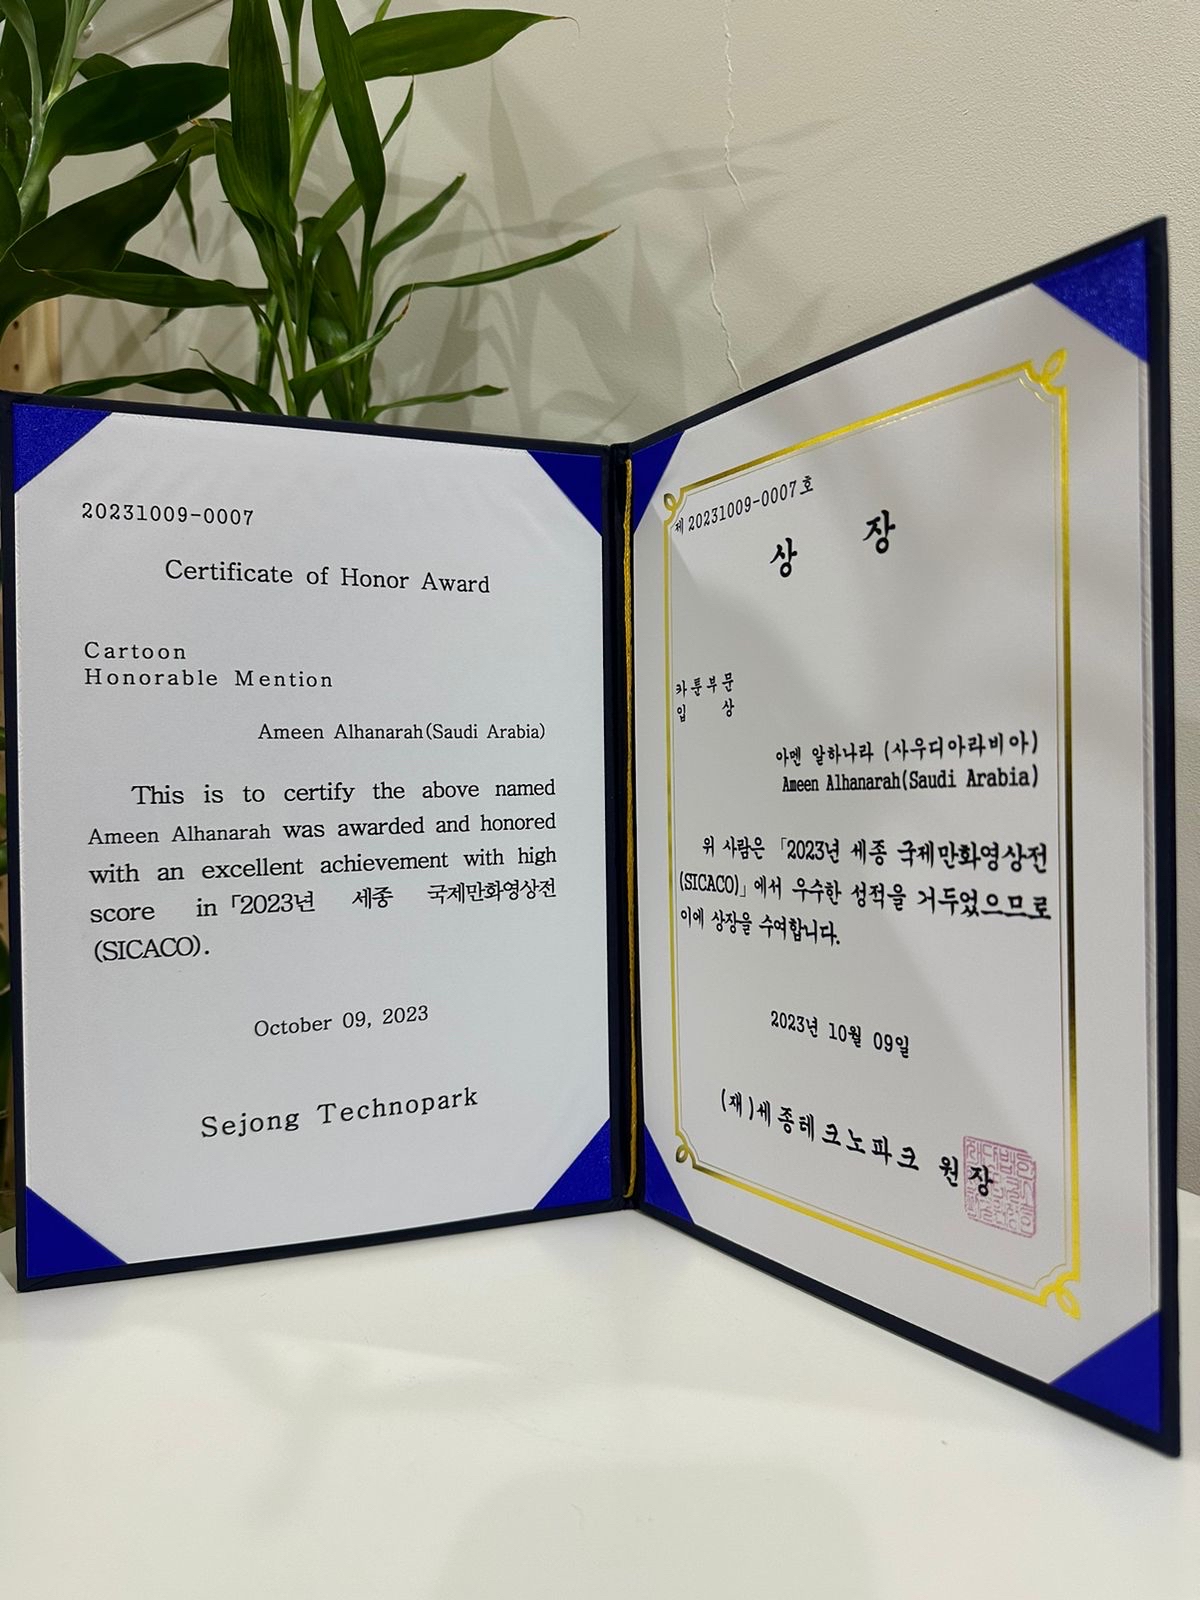 20231009-0007
Certificate of Honor Award
Cartoon
Honorable Mention
Ameen Alhanarah(Saudi Arabia)
This is to certify the above named
Ameen Alhanarah was awarded and honored
with an excellent achievement with high
score in「2023년 세종 국제만화영상전
(SICACO).
October 09, 2023
Sejong Technopark
제 20231009-0007호
상 장
카툰부문
입 상
아멘 알하나라 (사우디아라비아)
Ameen Alhanarah(Saudi Arabia)
위 사람은 「2023년 세종 국제만화영상전
(SICACO)」에서 우수한 성적을 거두었으므로
이에 상장을 수여합니다.
2023년 10월 09일
(재)세종테크노파크 원장